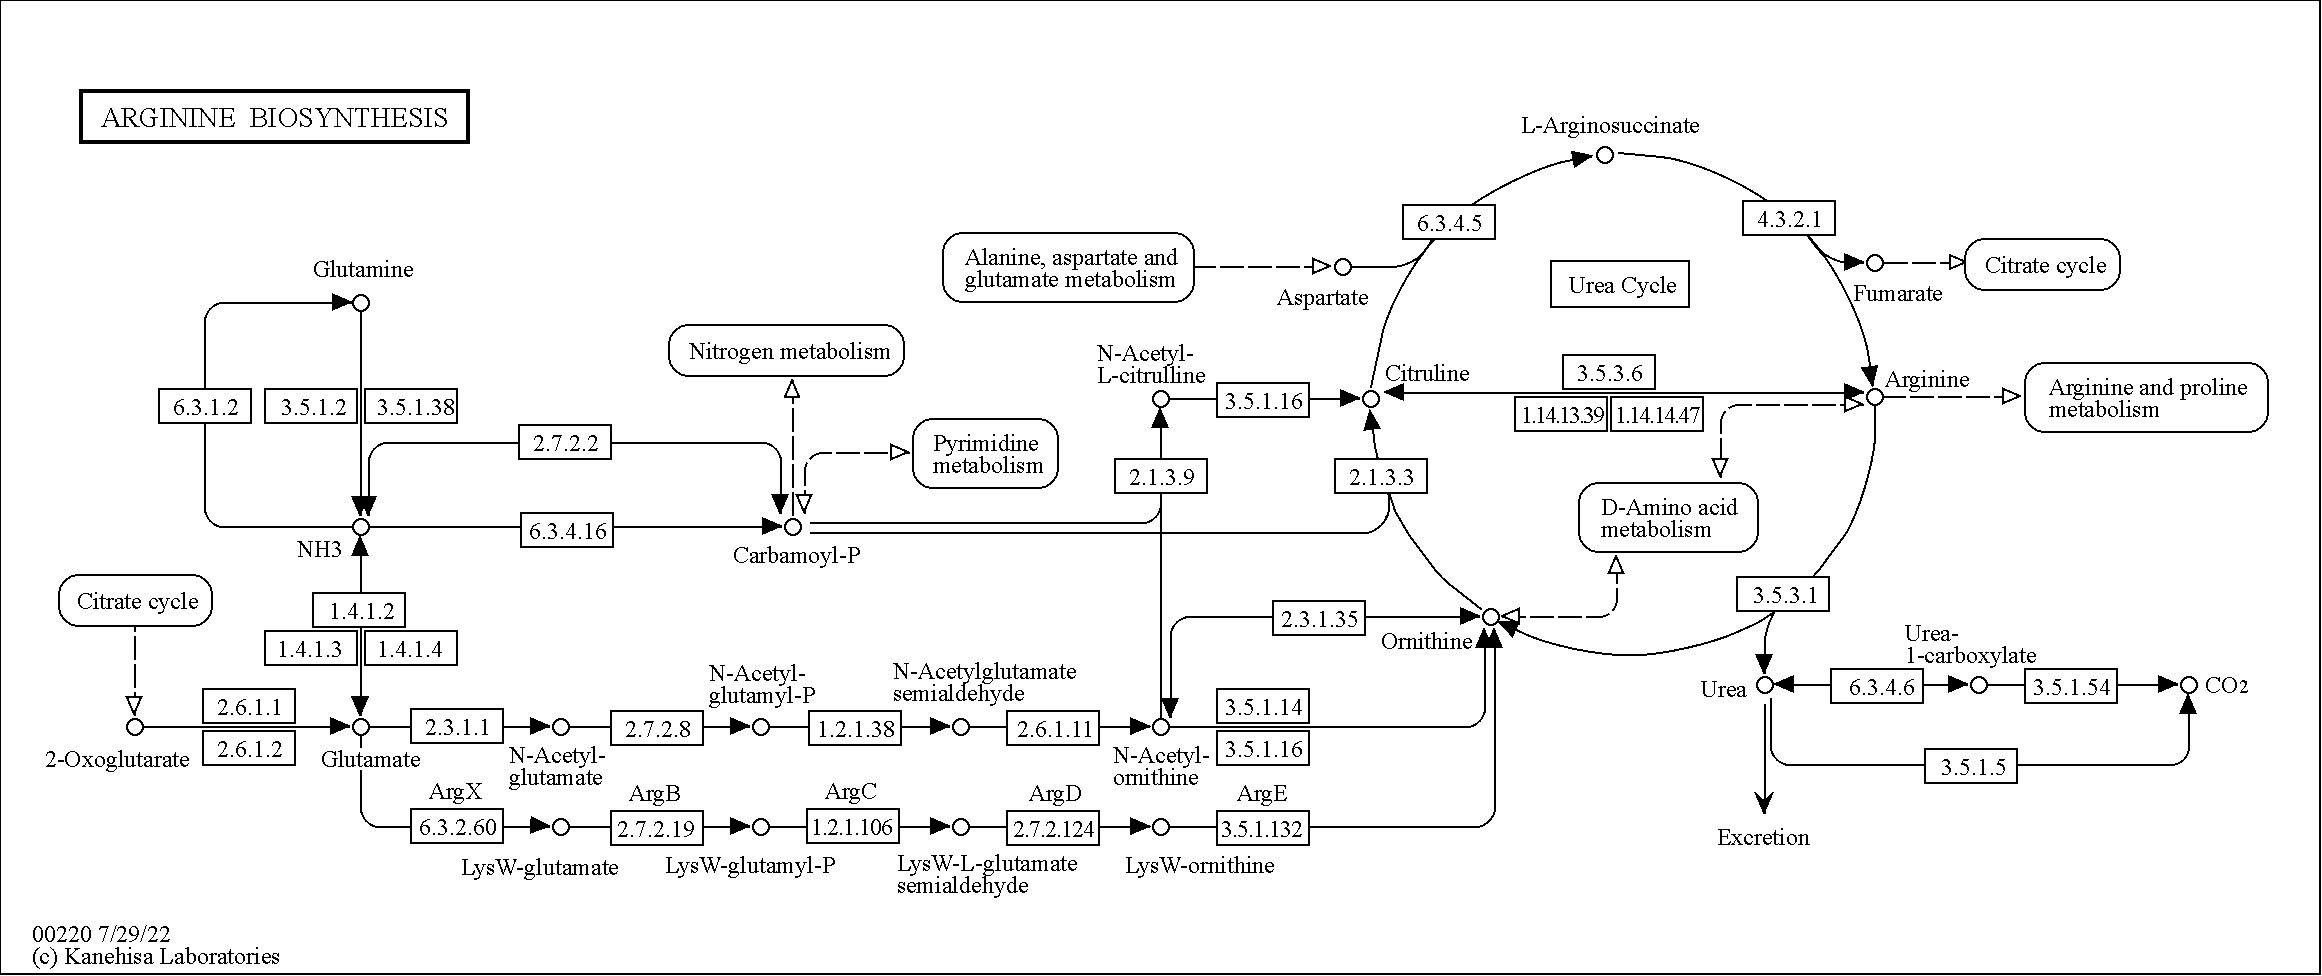 ARGININE BIOSYNTHESIS
L-Arginosuccinate
6.3.4.5
4.3.2.1
Alanine, aspartate and
glutamate metabolism
Aspartate
Urea Cycle
Fumarate
Citrate cycle
Glutamine
Nitrogen metabolism
N-Acetyl-
L-citrulline
Citruline
3.5.3.6
Arginine
Arginine and proline
metabolism
6.3.1.2
3.5.1.2
3.5.1.38
3.5.1.16
1.14.13.39
1.14.14.47
2.7.2.2
Pyrimidine
metabolism
2.1.3.9
2.1.3.3
D-Amino acid
metabolism
6.3.4.16
NH3
Carbamoyl-P
Citrate cycle
1.4.1.2
1.4.1.3
1.4.1.4
2.3.1.35
Ornithine
3.5.3.1
Urea-
1-carboxylate
Urea
6.3.4.6
3.5.1.54
CO2
N-Acetyl-
glutamyl-P
N-Acetylglutamate
semialdehyde
2.6.1.1
2.6.1.2
2.3.1.1
2.7.2.8
1.2.1.38
2.6.1.11
3.5.1.14
3.5.1.16
2-Oxoglutarate
Glutamate
N-Acetyl-
glutamate
N-Acetyl-
ornithine
3.5.1.5
ArgX
ArgB
ArgC
ArgD
ArgE
6.3.2.60
2.7.2.19
1.2.1.106
2.7.2.124
3.5.1.132
Excretion
LysW-glutamate
LysW-glutamyl-P
LysW-L-glutamate
semialdehyde
LysW-ornithine
00220 7/29/22
(c) Kanehisa Laboratories